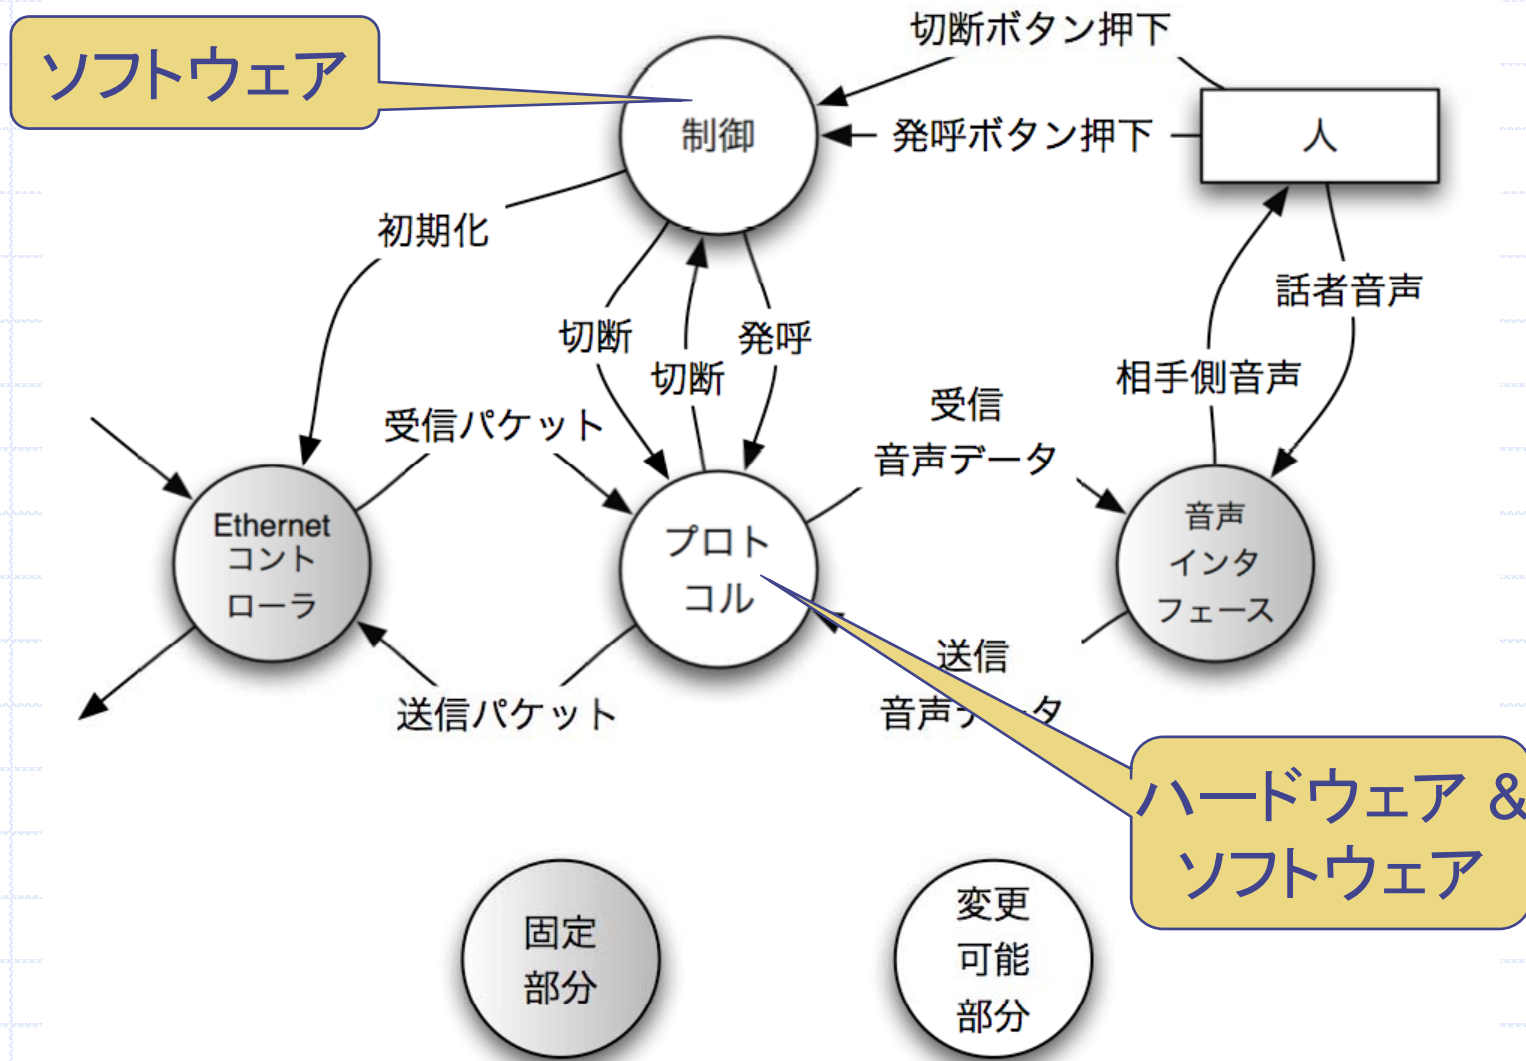 ソフトウェア
切断ボタン押下
制御
発呼ボタン押下
人
初期化
切断
切断
発呼
話者音声
相手側音声
受信パケット
受信
音声データ
Ethernet
コント
ローラ
プロト
コル
音声
インタ
フェース
送信パケット
送信
音声データ
ハードウェア &
ソフトウェア
固定
部分
変更
可能
部分